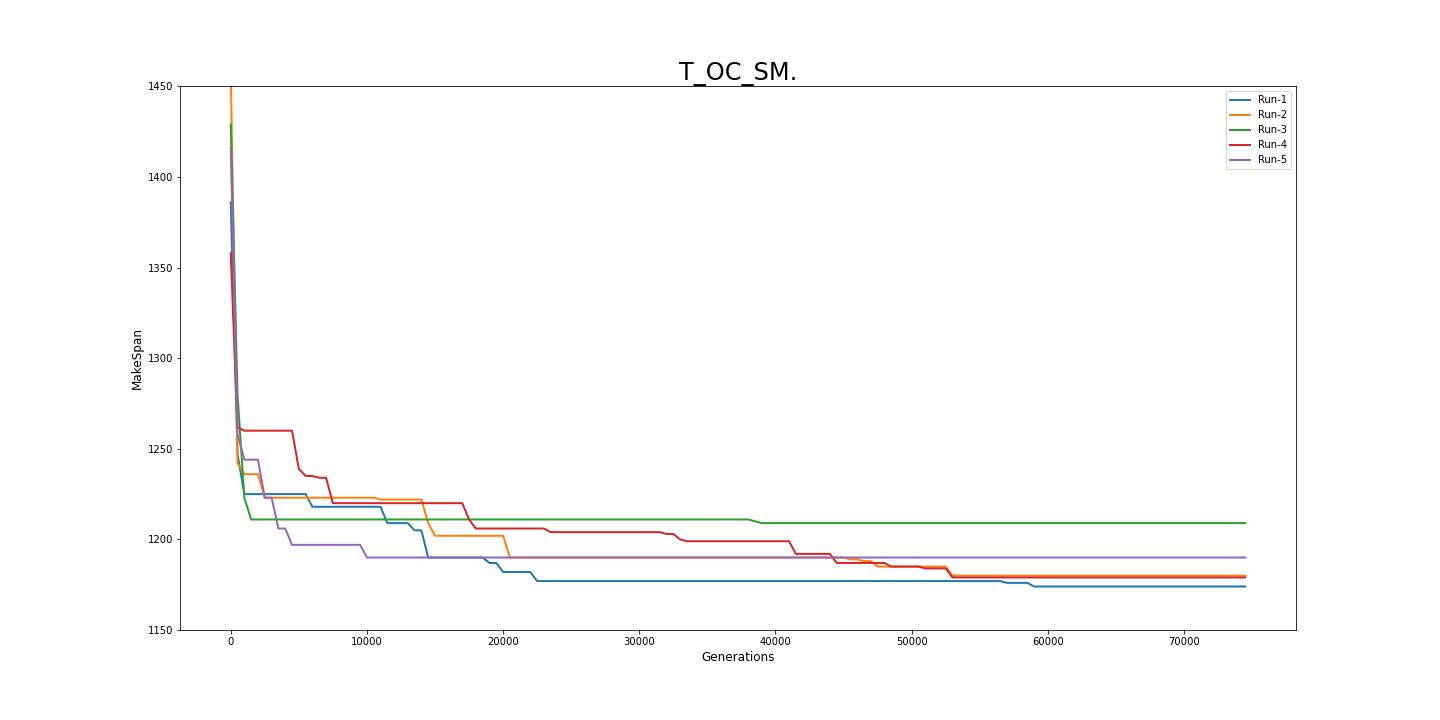 T_OC_SM.
MakeSpan
1450
1400
1350
1300
1250
1200
1150
Run-1
Run-2
Run-3
Run-4
Run-5
0 10000 20000 30000 40000 50000 60000 70000
Generations